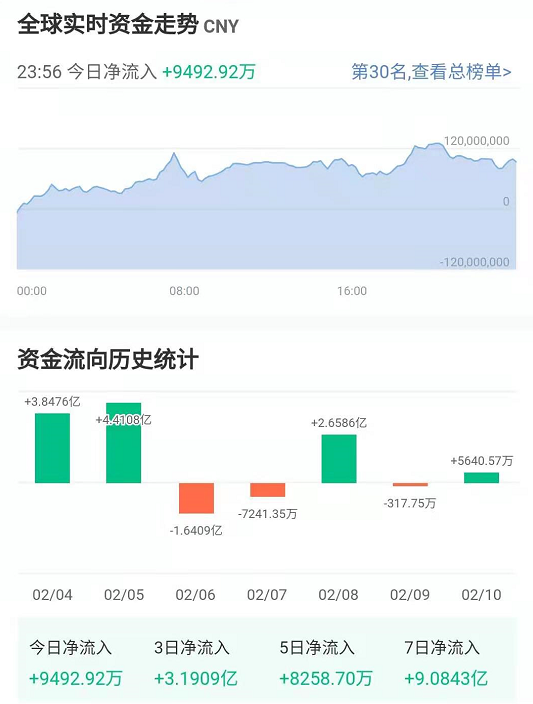 全球实时资金走势 CNY
23:56 今日净流入 +9492.92万 第30名,查看总榜单>
120,000,000
0
-120,000,000
00:00 08:00 16:00
资金流向历史统计
+3.8476亿
+4.4108亿
+2.6586亿
+5640.57万
-1.6409亿
-7241.35万
-317.75万
02/04 02/05 02/06 02/07 02/08 02/09 02/10
今日净流入 3日净流入 5日净流入 7日净流入
+9492.92万 +3.1909亿 +8258.70万 +9.0843亿